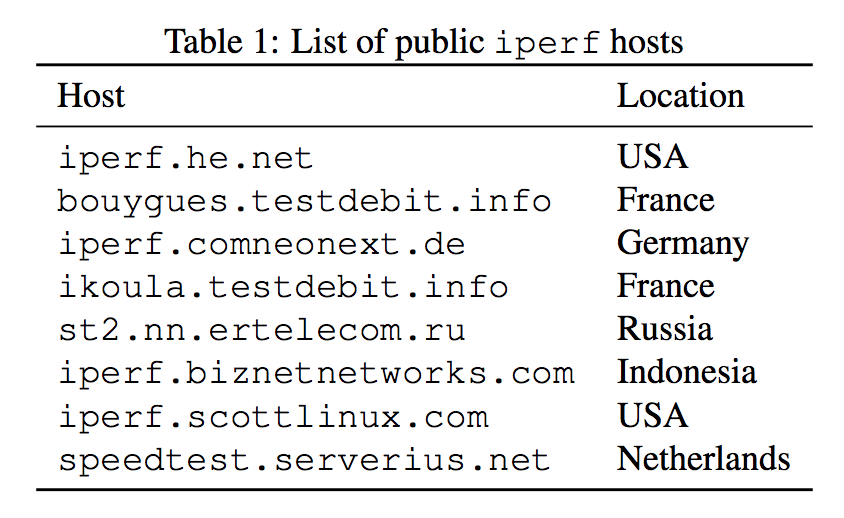 Table 1: List of public iperf hosts
Host Location
iperf.he.net USA
bouygues.testdebit.info France
iperf.comneonext.de Germany
ikoula.testdebit.info France
st2.nn.ertelecom.ru Russia
iperf.biznetnetworks.com Indonesia
iperf.scottlinux.com USA
speedtest.serverius.net Netherlands